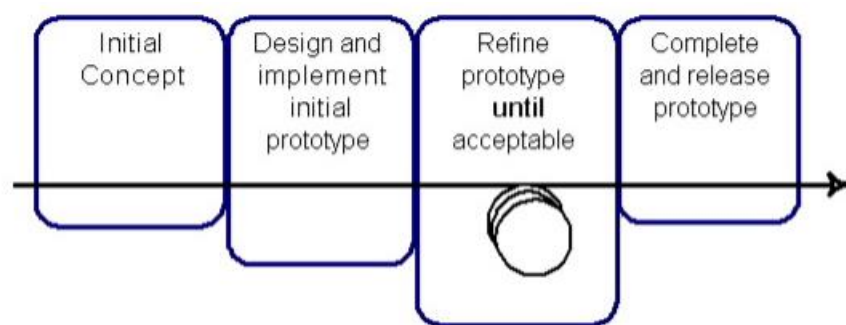 Initial
Concept
Design and
implement
initial
prototype
Refine
prototype
until
acceptable
Complete
and release
prototype